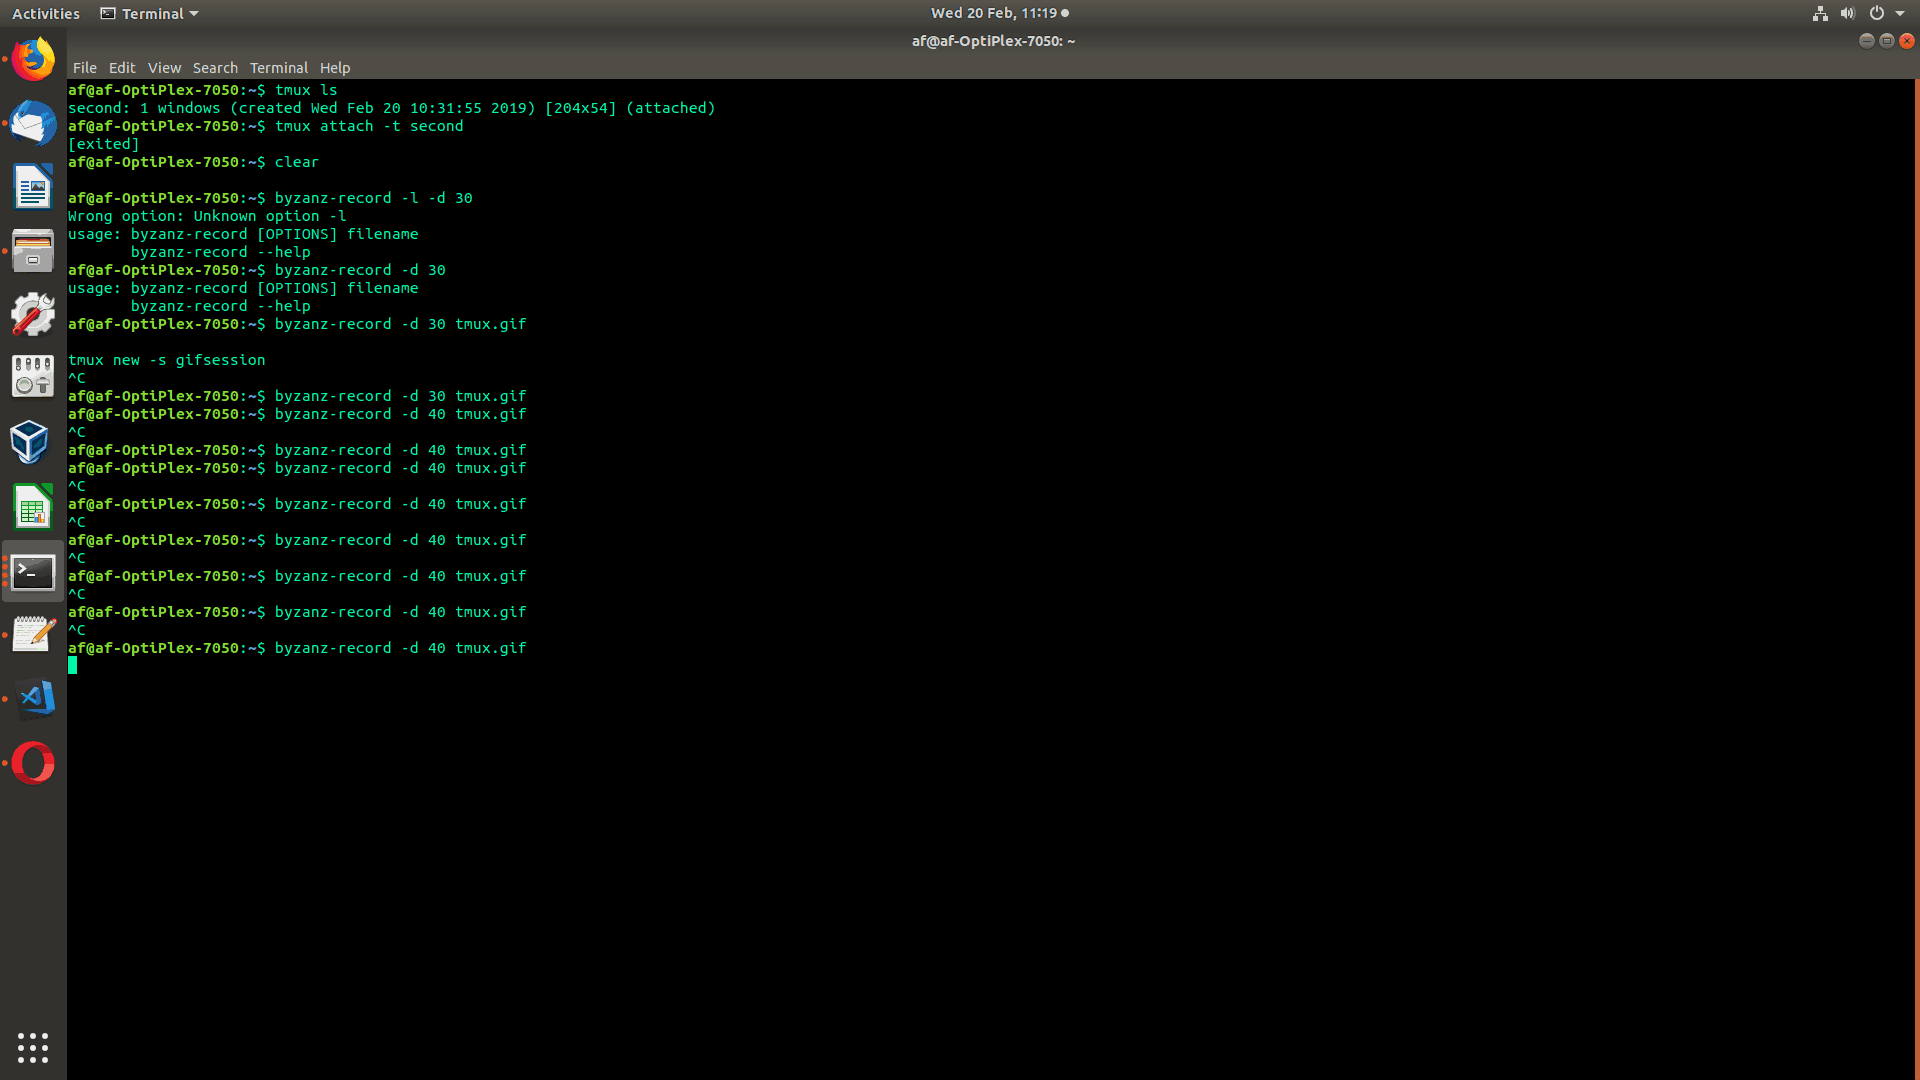 Activities Terminal Wed 20 Feb, 11:19
af@af-OptiPlex-7050: ~
File Edit View Search Terminal Help
af@af-OptiPlex-7050:~$ tmux ls
second: 1 windows (created Wed Feb 20 10:31:55 2019) [204x54] (attached)
af@af-OptiPlex-7050:~$ tmux attach -t second
[exited]
af@af-OptiPlex-7050:~$ clear
af@af-OptiPlex-7050:~$ byzanz-record -l -d 30
Wrong option: Unknown option -l
usage: byzanz-record [OPTIONS] filename
byzanz-record --help
af@af-OptiPlex-7050:~$ byzanz-record -d 30
usage: byzanz-record [OPTIONS] filename
byzanz-record --help
af@af-OptiPlex-7050:~$ byzanz-record -d 30 tmux.gif
tmux new -s gifsession
^C
af@af-OptiPlex-7050:~$ byzanz-record -d 30 tmux.gif
af@af-OptiPlex-7050:~$ byzanz-record -d 40 tmux.gif
^C
af@af-OptiPlex-7050:~$ byzanz-record -d 40 tmux.gif
af@af-OptiPlex-7050:~$ byzanz-record -d 40 tmux.gif
^C
af@af-OptiPlex-7050:~$ byzanz-record -d 40 tmux.gif
^C
af@af-OptiPlex-7050:~$ byzanz-record -d 40 tmux.gif
^C
af@af-OptiPlex-7050:~$ byzanz-record -d 40 tmux.gif
^C
af@af-OptiPlex-7050:~$ byzanz-record -d 40 tmux.gif
^C
af@af-OptiPlex-7050:~$ byzanz-record -d 40 tmux.gif